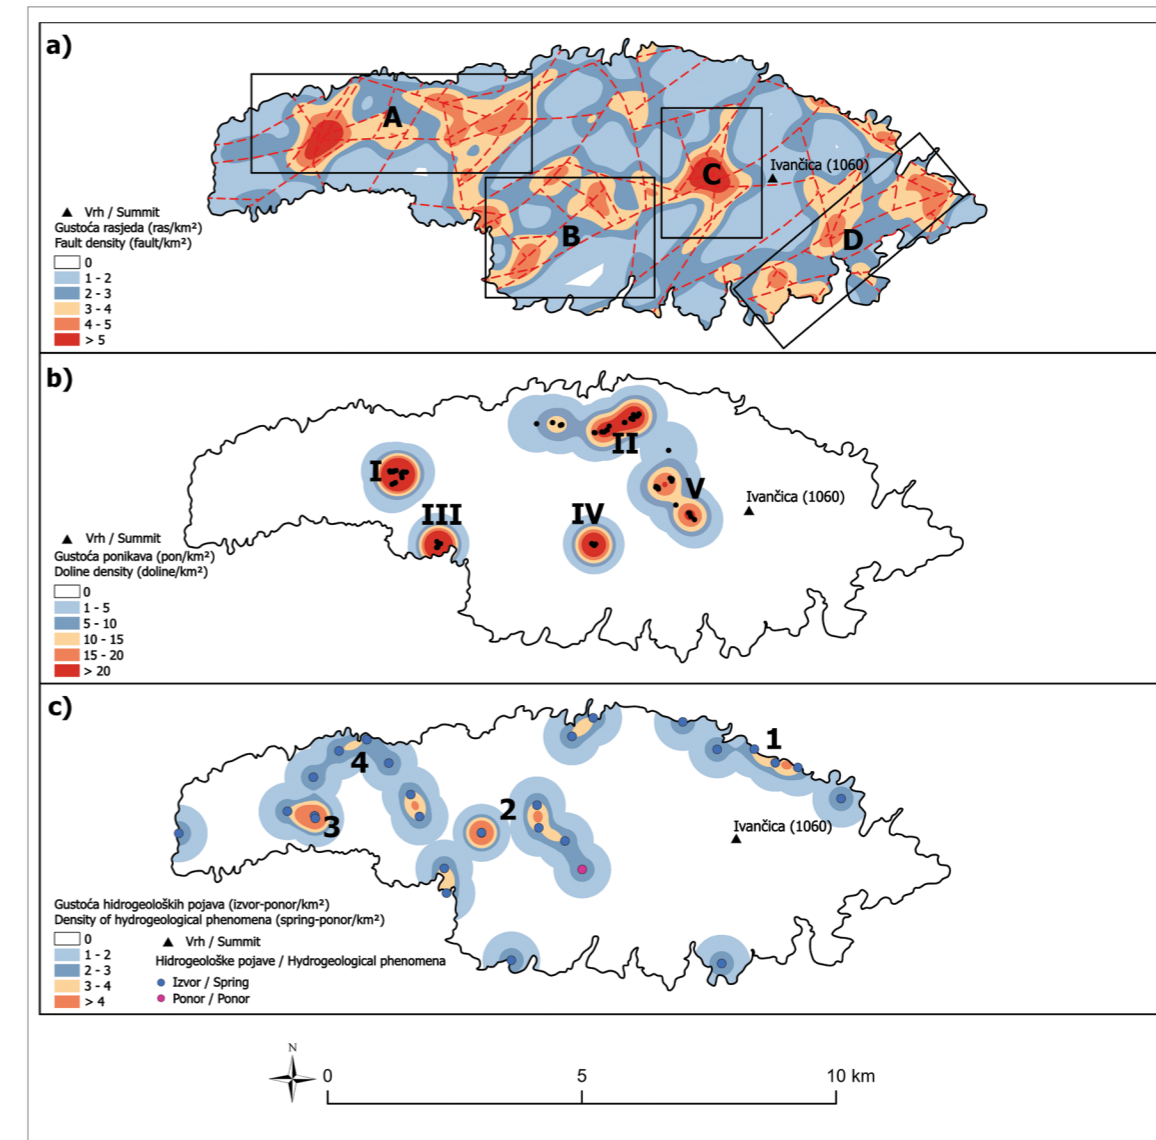 a)
A
B
C
D
Ivančica (1060)
Vrh / Summit
Gustoća rasjeda (ras/km²)
Fault density (fault/km²)
0
1 - 2
2 - 3
3 - 4
4 - 5
> 5
b)
I
II
III
IV
V
Ivančica (1060)
Vrh / Summit
Gustoća ponikava (pon/km²)
Doline density (doline/km²)
0
1 - 5
5 - 10
10 - 15
15 - 20
> 20
c)
1
2
3
4
Ivančica (1060)
Gustoća hidrogeoloških pojava (izvor-ponor/km²)
Density of hydrogeological phenomena (spring-ponor/km²)
0
1 - 2
2 - 3
3 - 4
> 4
Vrh / Summit
Hidrogeološke pojave / Hydrogeological phenomena
Izvor / Spring
Ponor / Ponor
N
0 5 10 km